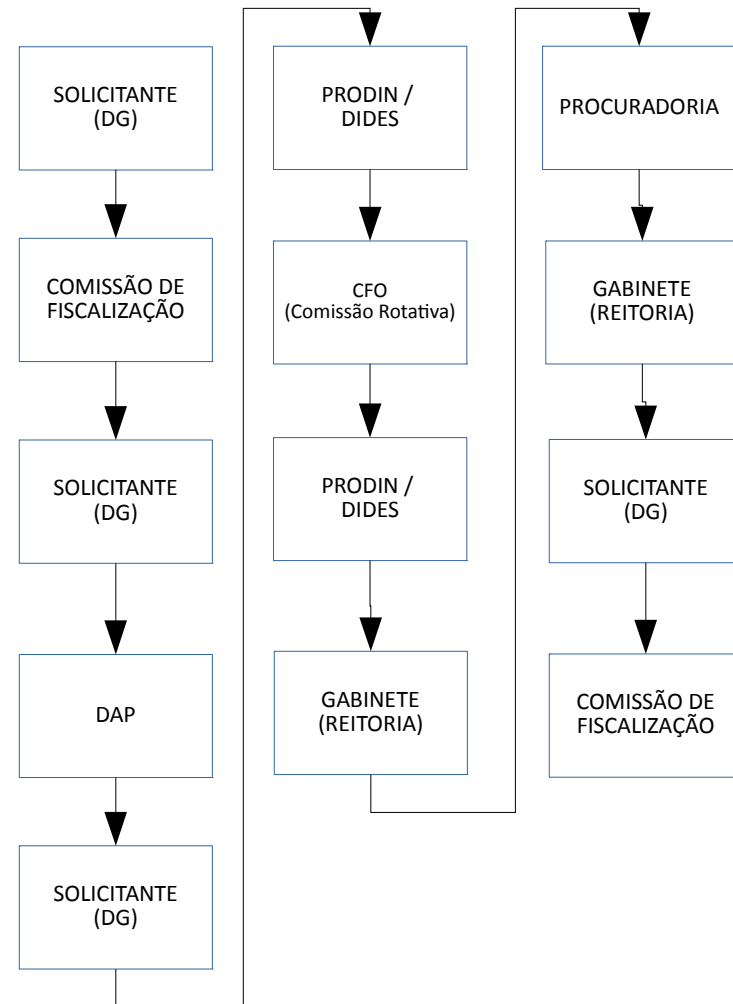 SOLICITANTE
(DG)
COMISSÃO DE
FISCALIZAÇÃO
SOLICITANTE
(DG)
DAP
SOLICITANTE
(DG)
PRODIN /
DIDES
CFO
(Comissão Rotativa)
PRODIN /
DIDES
GABINETE
(REITORIA)
PROCURADORIA
GABINETE
(REITORIA)
SOLICITANTE
(DG)
COMISSÃO DE
FISCALIZAÇÃO